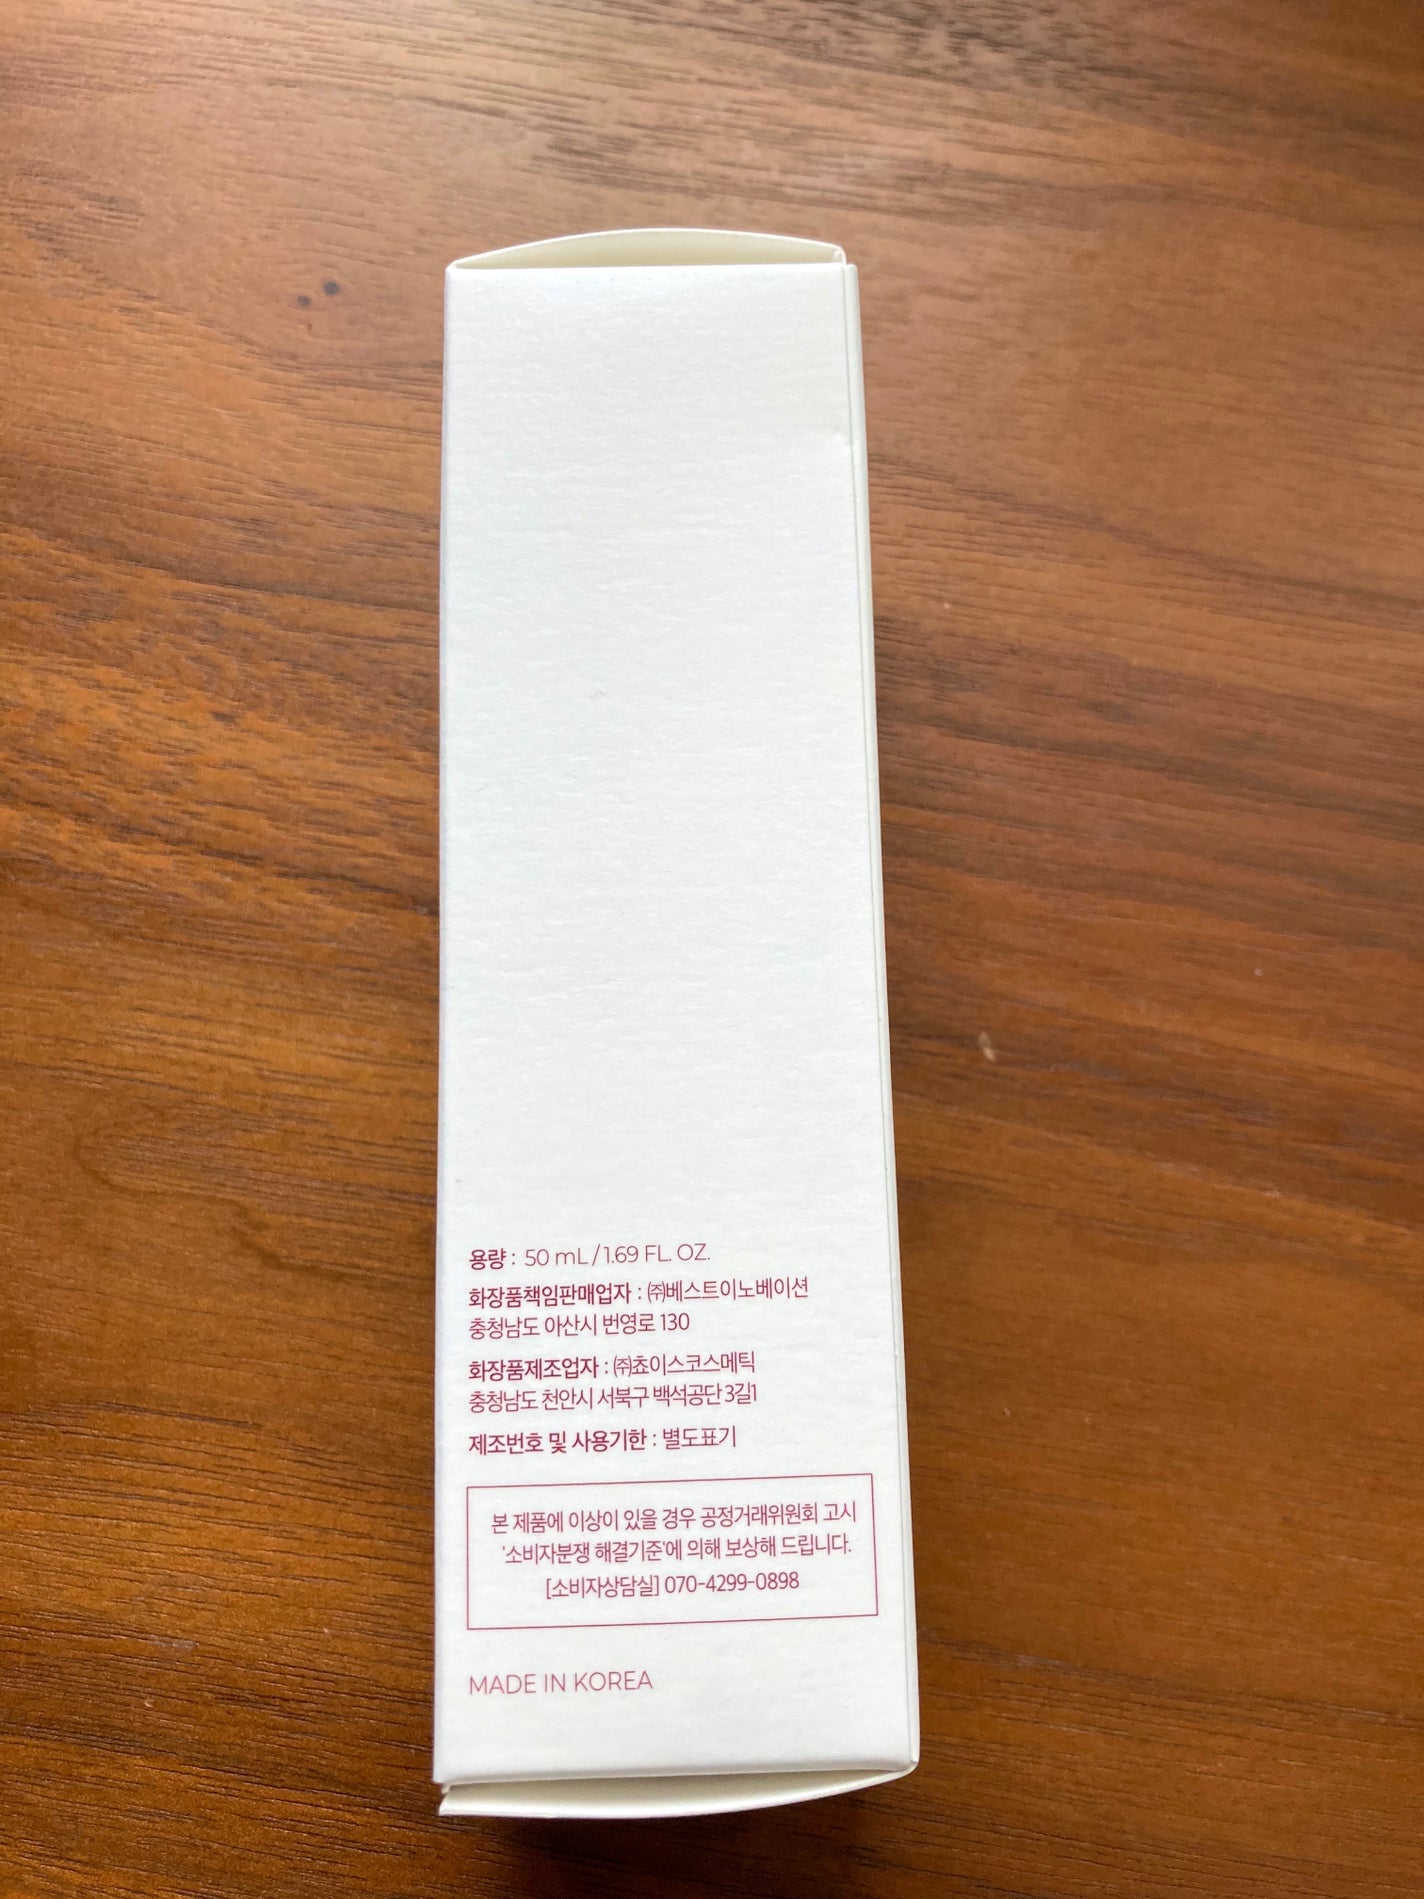 용량 : 50 mL / 1.69 FL. OZ.
화장품책임판매업자 : ㈜베스트이노베이션
충청남도 아산시 번영로 130
화장품제조업자 : ㈜쵸이스코스메틱
충청남도 천안시 서북구 백석공단 3길1
제조번호 및 사용기한 : 별도표기
본 제품에 이상이 있을 경우 공정거래위원회 고시
'소비자분쟁 해결기준'에 의해 보상해 드립니다.
[소비자상담실] 070-4299-0898
MADE IN KOREA